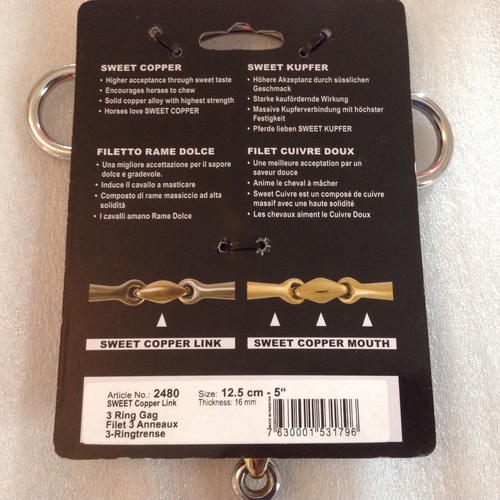 SWEET COPPER
• Higher acceptance through sweet taste
• Encourages horses to chew
• Solid copper alloy with highest strength
• Horses love SWEET COPPER
SWEET KUPFER
• Höhere Akzeptanz durch süsslichen
Geschmack
• Starke kaufördernde Wirkung
• Massive Kupferverbindung mit höchster
Festigkeit
• Pferde lieben SWEET KUPFER
FILETTO RAME DOLCE
• Una migliore accettazione per il sapore
dolce e gradevole.
• Induce Il cavallo a masticare
• Composto di rame massiccio ad alta
solidità
• I cavalli amano Rame Dolce
FILET CUIVRE DOUX
• Une meilleure acceptation par un
saveur douce
• Anime le cheval à mâcher
• Sweet Cuivre est un composé de cuivre
massif avec une haute solidité
• Les chevaux aiment le Cuivre Doux
SWEET COPPER LINK
SWEET COPPER MOUTH
Article No.: 2480
SWEET Copper Link
3 Ring Gag
Filet 3 Anneaux
3-Ringtrense
Size: 12.5 cm - 5“
Thickness: 16 mm
7 630001 531796